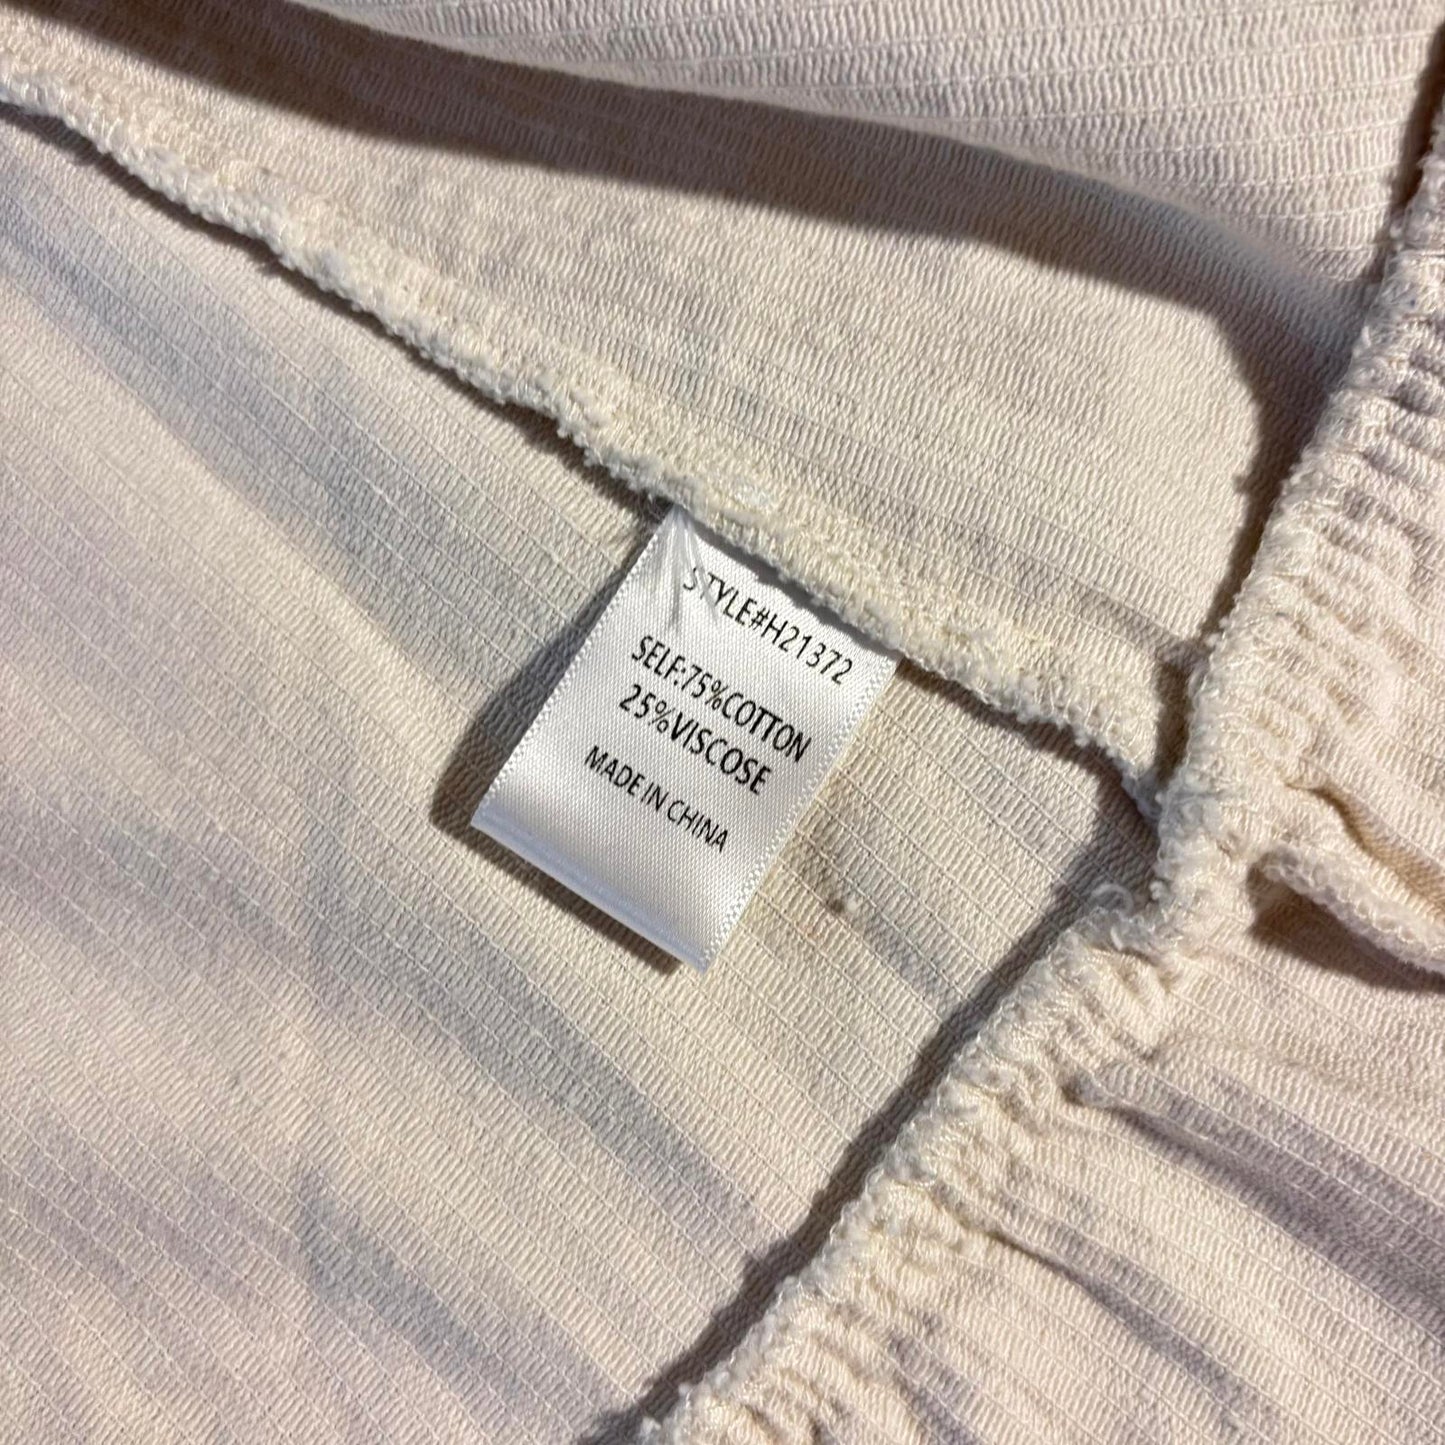 STYLE#H21372
SELF:75%COTTON
25%VISCOSE
MADE IN CHINA